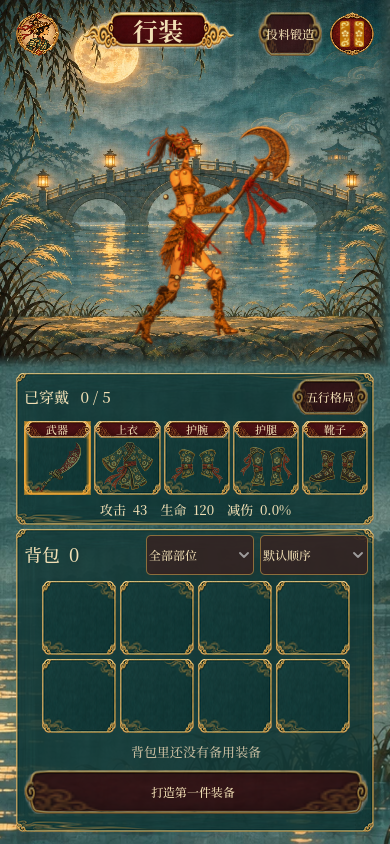 行装
投料锻造
已穿戴 0 / 5
五行格局
武器 上衣 护腕 护腿 靴子
攻击 43 生命 120 减伤 0.0%
背包 0
全部部位
默认顺序
背包里还没有备用装备
打造第一件装备